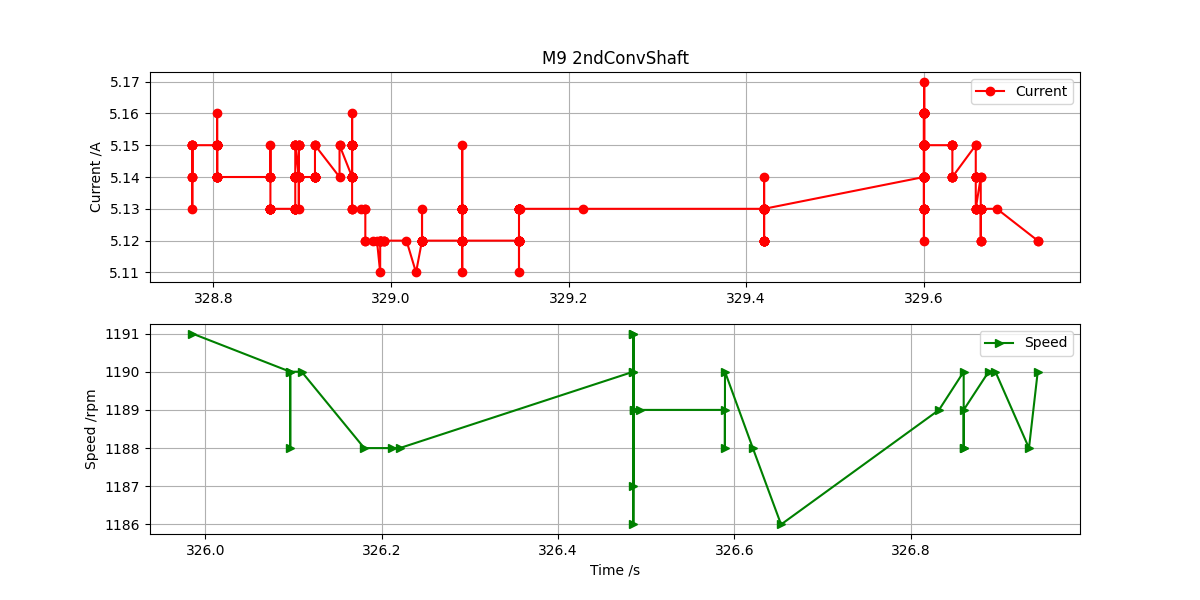 M9 2ndConvShaft
5.17
5.16
5.15
5.14
5.13
5.12
5.11
Current /A
Current
328.8 329.0 329.2 329.4 329.6
1191
1190
1189
1188
1187
1186
Speed /rpm
Speed
326.0 326.2 326.4 326.6 326.8
Time /s